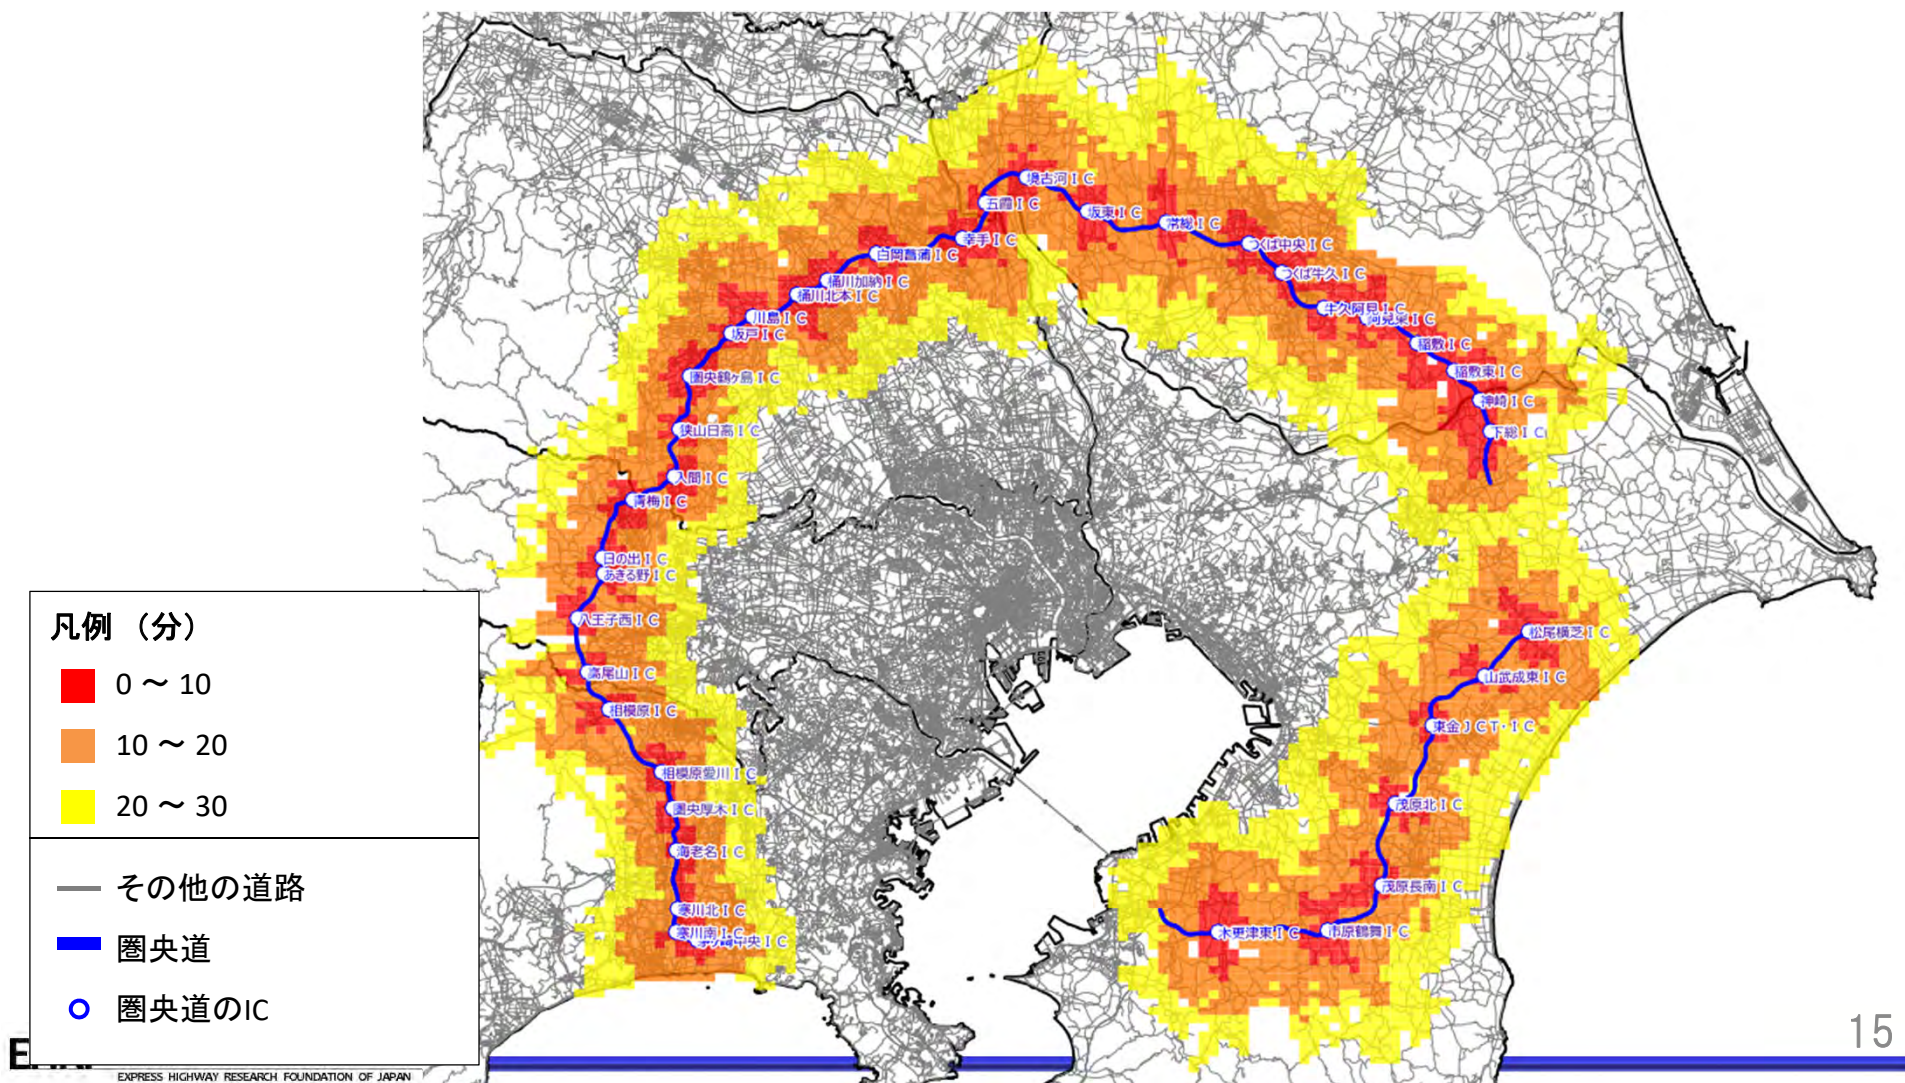 境古河ＩＣ
五霞ＩＣ
坂東ＩＣ
常総ＩＣ
幸手ＩＣ
つくば中央ＩＣ
白岡菖蒲ＩＣ
つくば牛久ＩＣ
桶川加納ＩＣ
桶川北本ＩＣ
牛久阿見ＩＣ
阿見東ＩＣ
川島ＩＣ
坂戸ＩＣ
稲敷ＩＣ
稲敷東ＩＣ
圏央鶴ヶ島ＩＣ
神崎ＩＣ
狭山日高ＩＣ
下総ＩＣ
入間ＩＣ
青梅ＩＣ
日の出ＩＣ
あきる野ＩＣ
八王子西ＩＣ
松尾横芝ＩＣ
高尾山ＩＣ
山武成東ＩＣ
相模原ＩＣ
東金ＪＣＴ・ＩＣ
相模原愛川ＩＣ
圏央厚木ＩＣ
茂原北ＩＣ
海老名ＩＣ
茂原長南ＩＣ
寒川北ＩＣ
寒川南ＩＣ
木更津東ＩＣ
市原鶴舞ＩＣ
凡例 （分）
0 ～ 10
10 ～ 20
20 ～ 30
その他の道路
圏央道
圏央道のIC
15
EXPRESS HIGHWAY RESEARCH FOUNDATION OF JAPAN